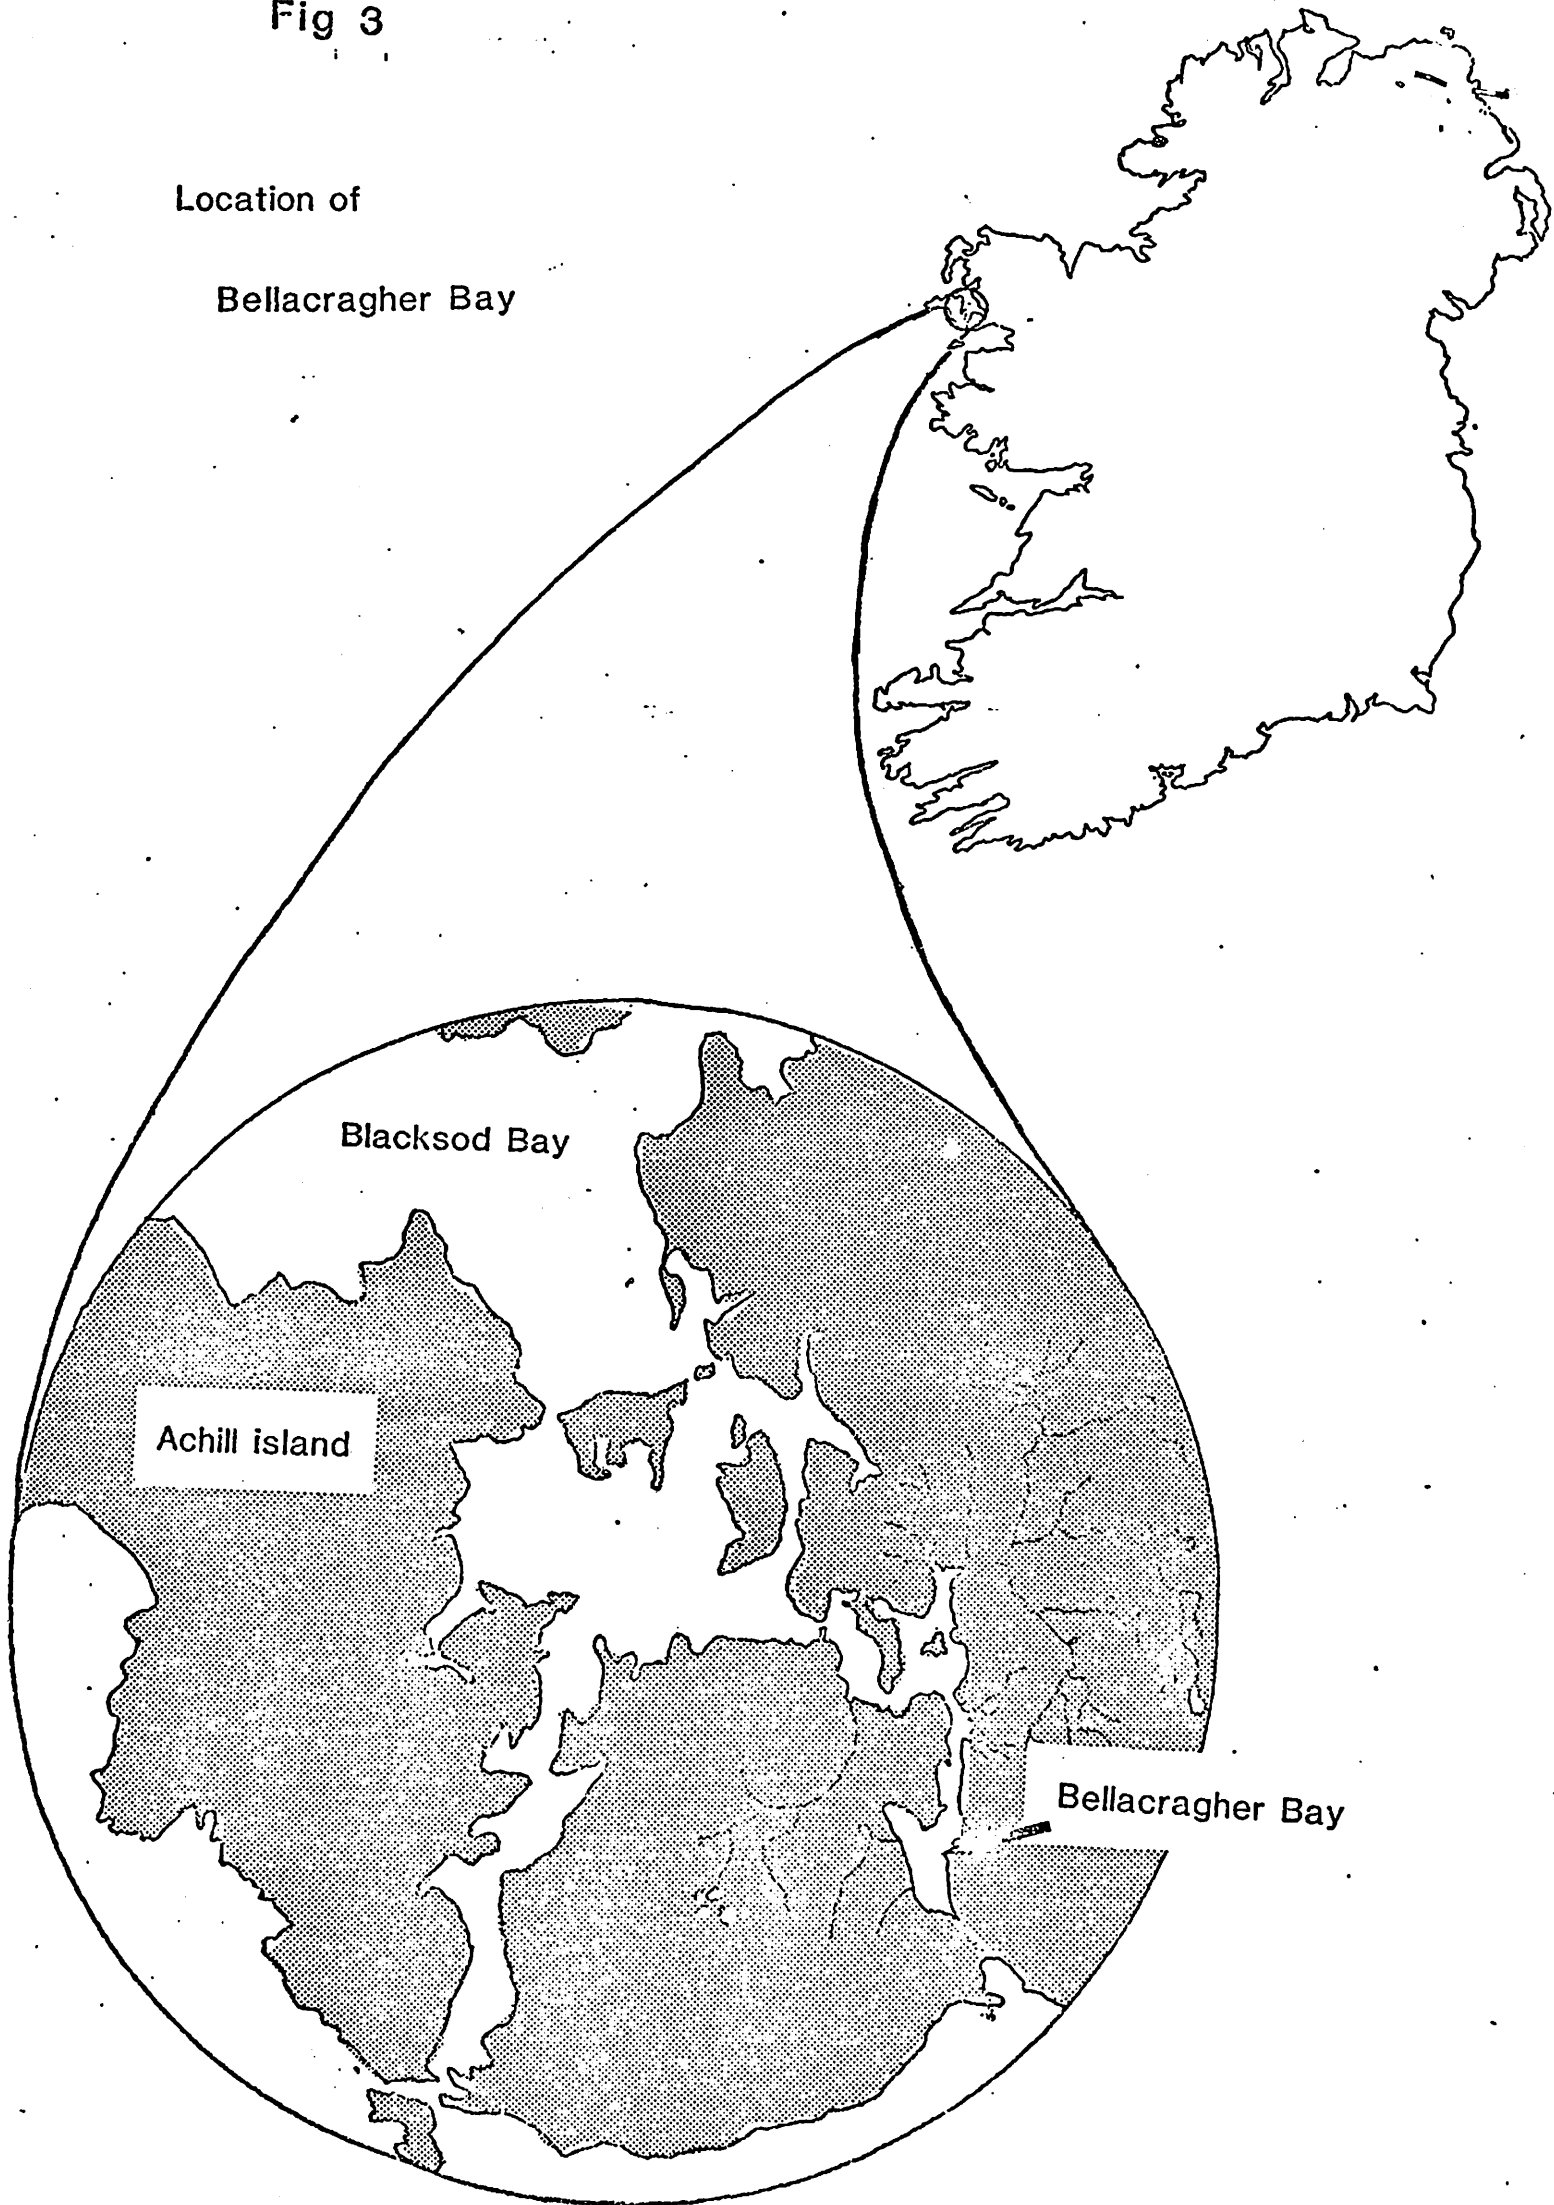 Fig 3
Location of
Bellacragher Bay
Blacksod Bay
Achill island
Bellacragher Bay